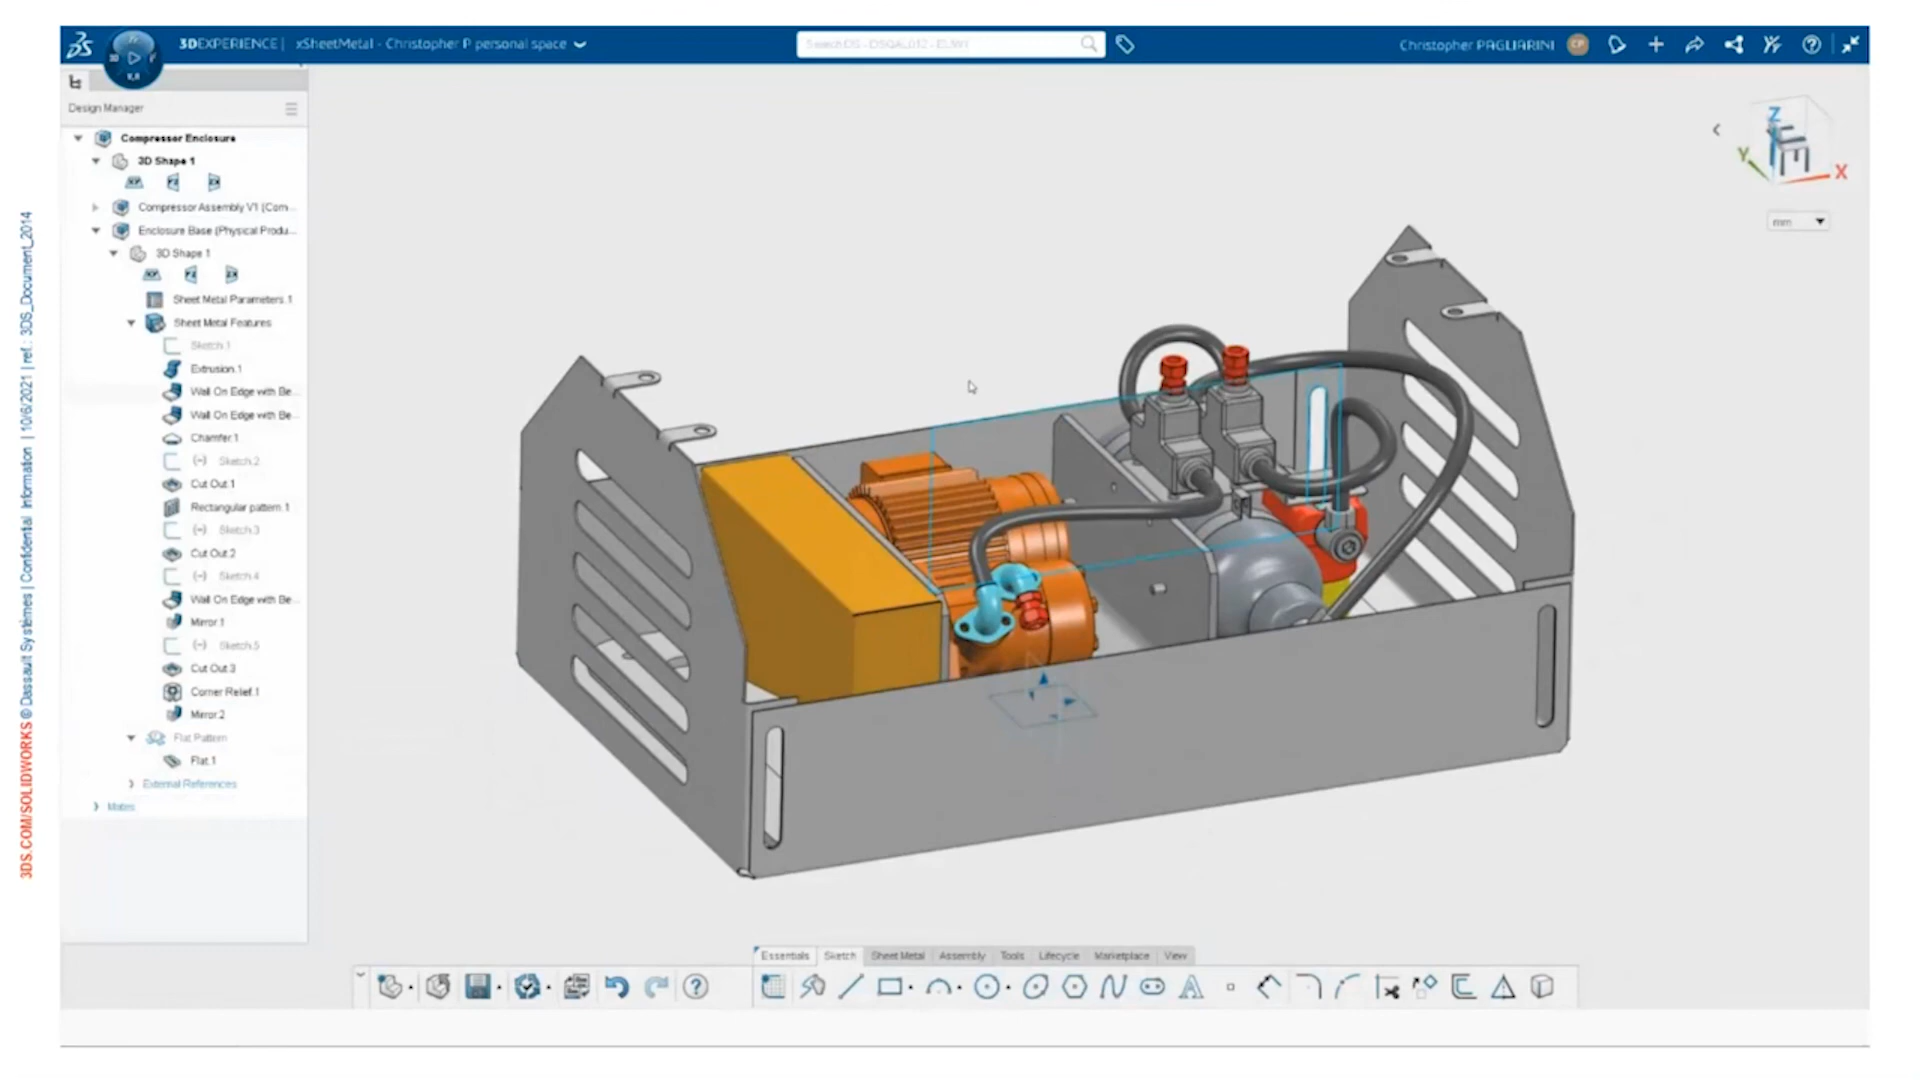 3DEXPERIENCE | xSheetMetal - Christopher P personal space
Christopher PAGLIARINI
CP
Design Manager
Compressor Enclosure
3D Shape 1
Compressor Assembly V1 (Com...
Enclosure Base (Physical Produ...
3D Shape 1
Sheet Metal Parameters.1
Sheet Metal Features
Sketch.1
Extrusion.1
Wall On Edge with Be...
Wall On Edge with Be...
Chamfer.1
(-) Sketch.2
Cut Out.1
Rectangular pattern.1
(-) Sketch.3
Cut Out.2
(-) Sketch.4
Wall On Edge with Be...
Mirror.1
(-) Sketch.5
Cut Out.3
Corner Relief.1
Mirror.2
Flat Pattern
Flat.1
External References
Mates
Z
Y
X
mm
Essentials Sketch Sheet Metal Assembly Tools Lifecycle Marketplace View
3DS.COM/SOLIDWORKS © Dassault Systèmes | Confidential Information | 10/6/2021 | ref.: 3DS_Document_2014